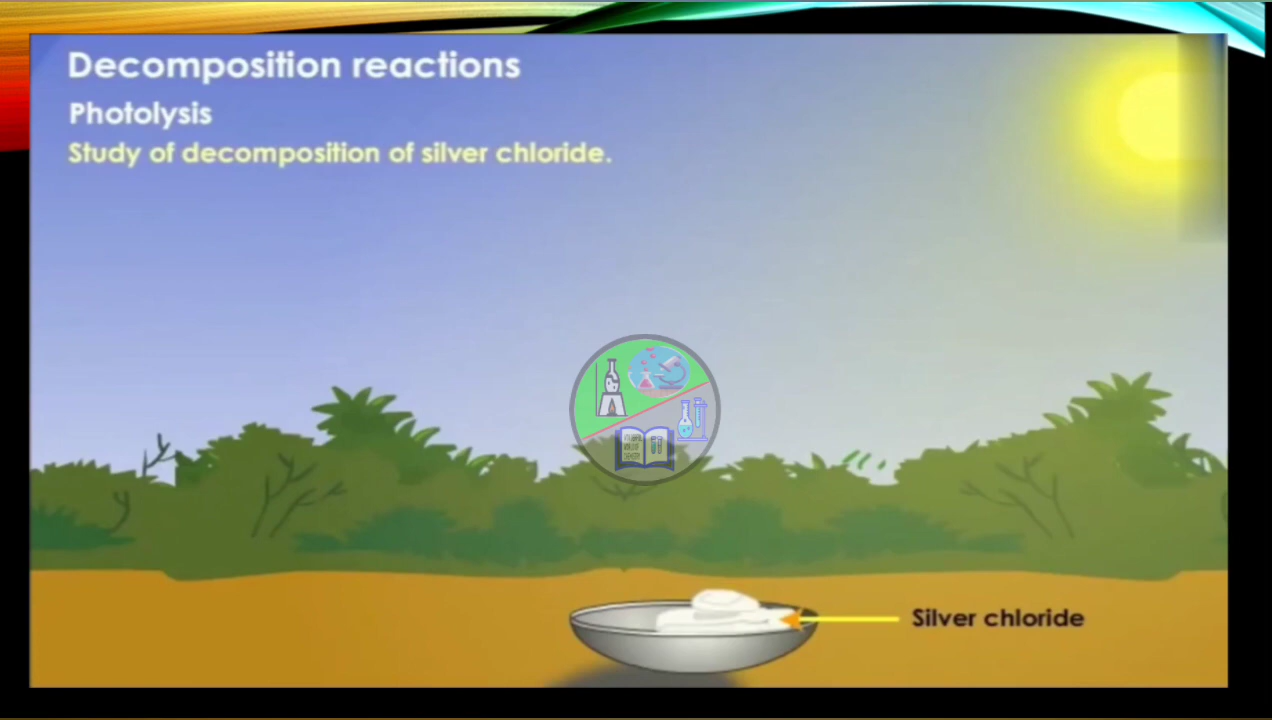 Decomposition reactions
Photolysis
Study of decomposition of silver chloride.
Silver chloride